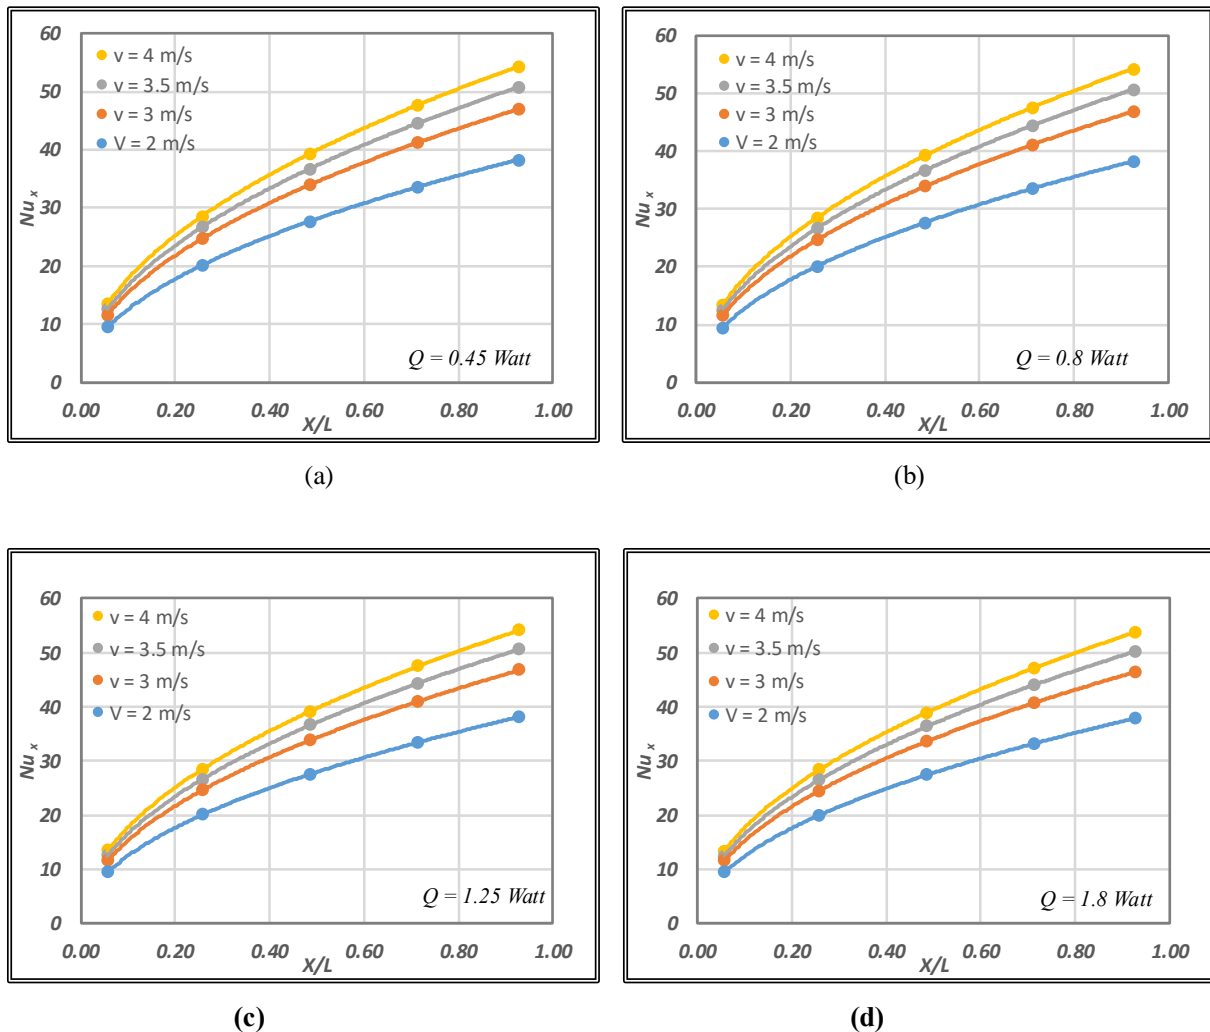 60
50
40
30
20
10
0
Nu x
v = 4 m/s
v = 3.5 m/s
v = 3 m/s
V = 2 m/s
Q = 0.45 Watt
0.00 0.20 0.40 0.60 0.80 1.00
X/L
(a)
60
50
40
30
20
10
0
Nu x
v = 4 m/s
v = 3.5 m/s
v = 3 m/s
V = 2 m/s
Q = 0.8 Watt
0.00 0.20 0.40 0.60 0.80 1.00
X/L
(b)
60
50
40
30
20
10
0
Nu x
v = 4 m/s
v = 3.5 m/s
v = 3 m/s
V = 2 m/s
Q = 1.25 Watt
0.00 0.20 0.40 0.60 0.80 1.00
X/L
(c)
60
50
40
30
20
10
0
Nu x
v = 4 m/s
v = 3.5 m/s
v = 3 m/s
V = 2 m/s
Q = 1.8 Watt
0.00 0.20 0.40 0.60 0.80 1.00
X/L
(d)